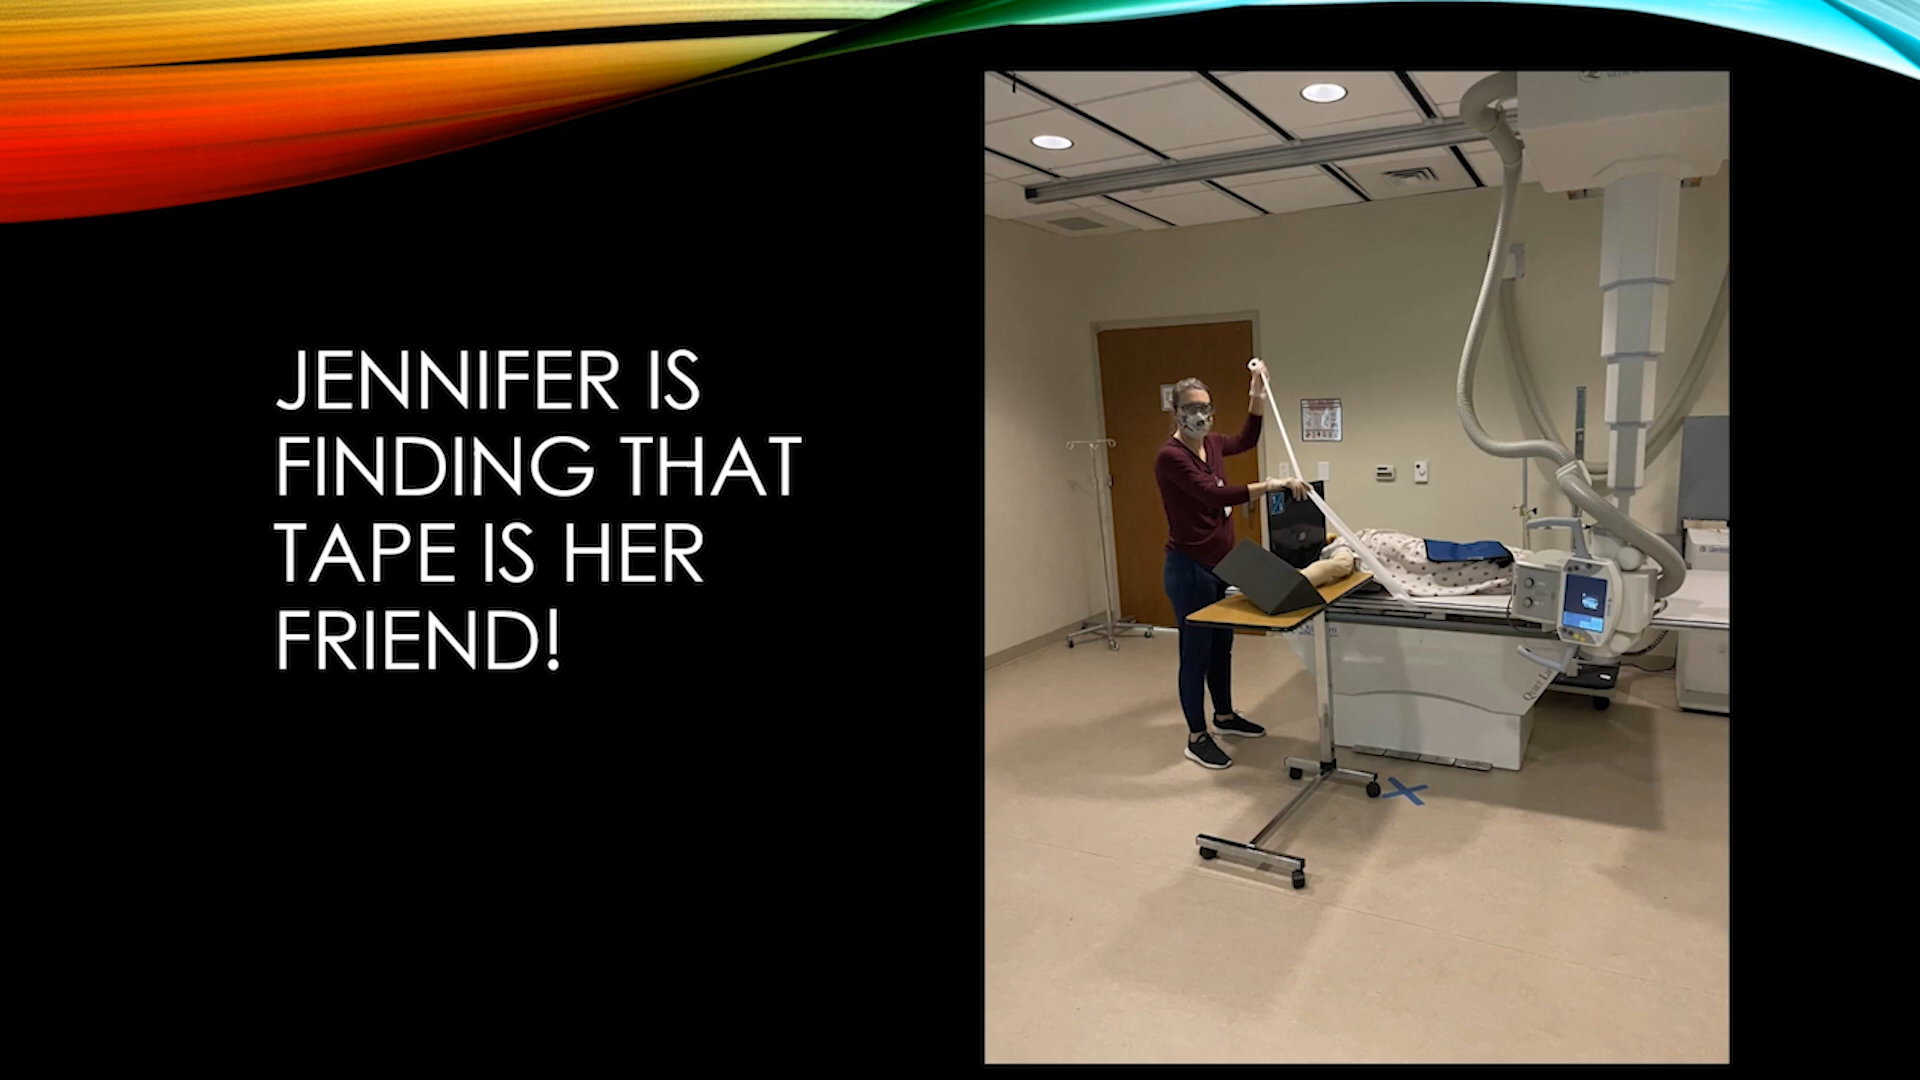 JENNIFER IS
FINDING THAT
TAPE IS HER
FRIEND!